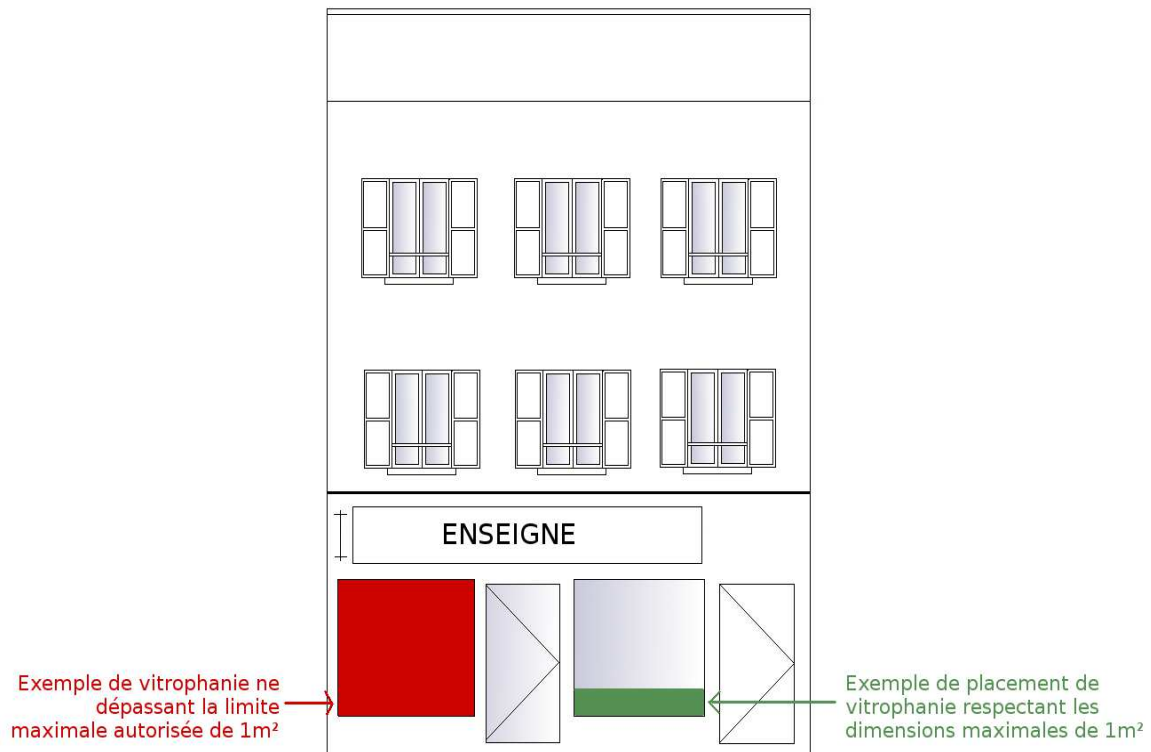 ENSEIGNE
Exemple de vitrophanie ne
dépassant la limite
maximale autorisée de 1m²
Exemple de placement de
vitrophanie respectant les
dimensions maximales de 1m²